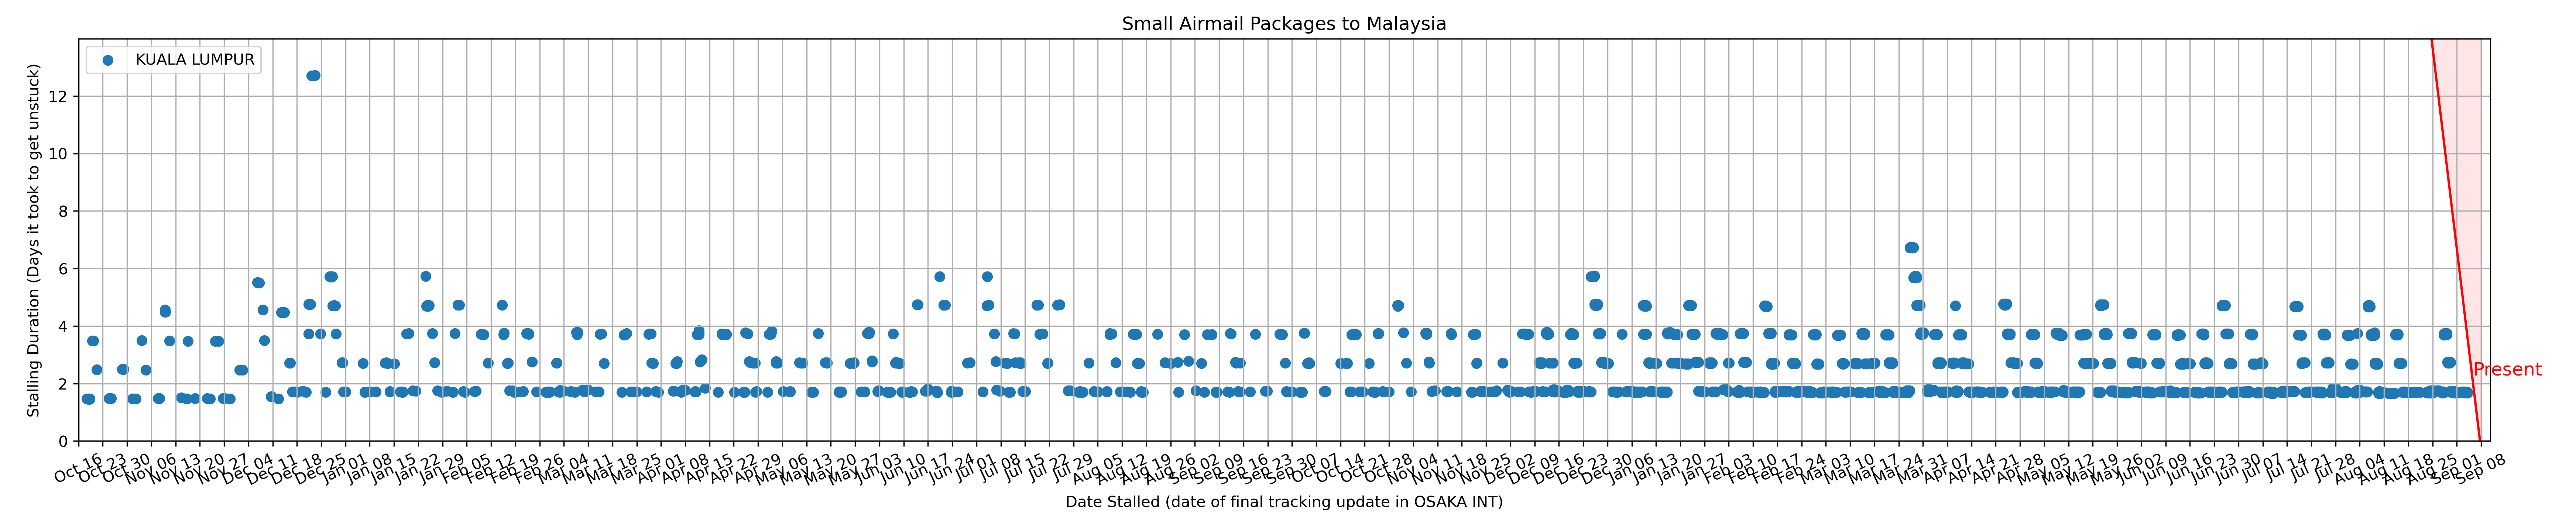 Small Airmail Packages to Malaysia
KUALA LUMPUR
Stalling Duration (Days it took to get unstuck)
12
10
8
6
4
2
0
Present
Oct 16 Oct 23 Oct 30 Nov 06 Nov 13 Nov 20 Nov 27 Dec 04 Dec 11 Dec 18 Dec 25 Jan 01 Jan 08 Jan 15 Jan 22 Jan 29 Feb 05 Feb 12 Feb 19 Feb 26 Mar 04 Mar 11 Mar 18 Mar 25 Apr 01 Apr 08 Apr 15 Apr 22 Apr 29 May 06 May 13 May 20 May 27 Jun 03 Jun 10 Jun 17 Jun 24 Jul 01 Jul 08 Jul 15 Jul 22 Jul 29 Aug 05 Aug 12 Aug 19 Aug 26 Sep 02 Sep 09 Sep 16 Sep 23 Sep 30 Oct 07 Oct 14 Oct 21 Oct 28 Nov 04 Nov 11 Nov 18 Nov 25 Dec 02 Dec 09 Dec 16 Dec 23 Dec 30 Jan 06 Jan 13 Jan 20 Jan 27 Feb 03 Feb 10 Feb 17 Feb 24 Mar 03 Mar 10 Mar 17 Mar 24 Mar 31 Apr 07 Apr 14 Apr 21 Apr 28 May 05 May 12 May 19 May 26 Jun 02 Jun 09 Jun 16 Jun 23 Jun 30 Jul 07 Jul 14 Jul 21 Jul 28 Aug 04 Aug 11 Aug 18 Aug 25 Sep 01 Sep 08
Date Stalled (date of final tracking update in OSAKA INT)